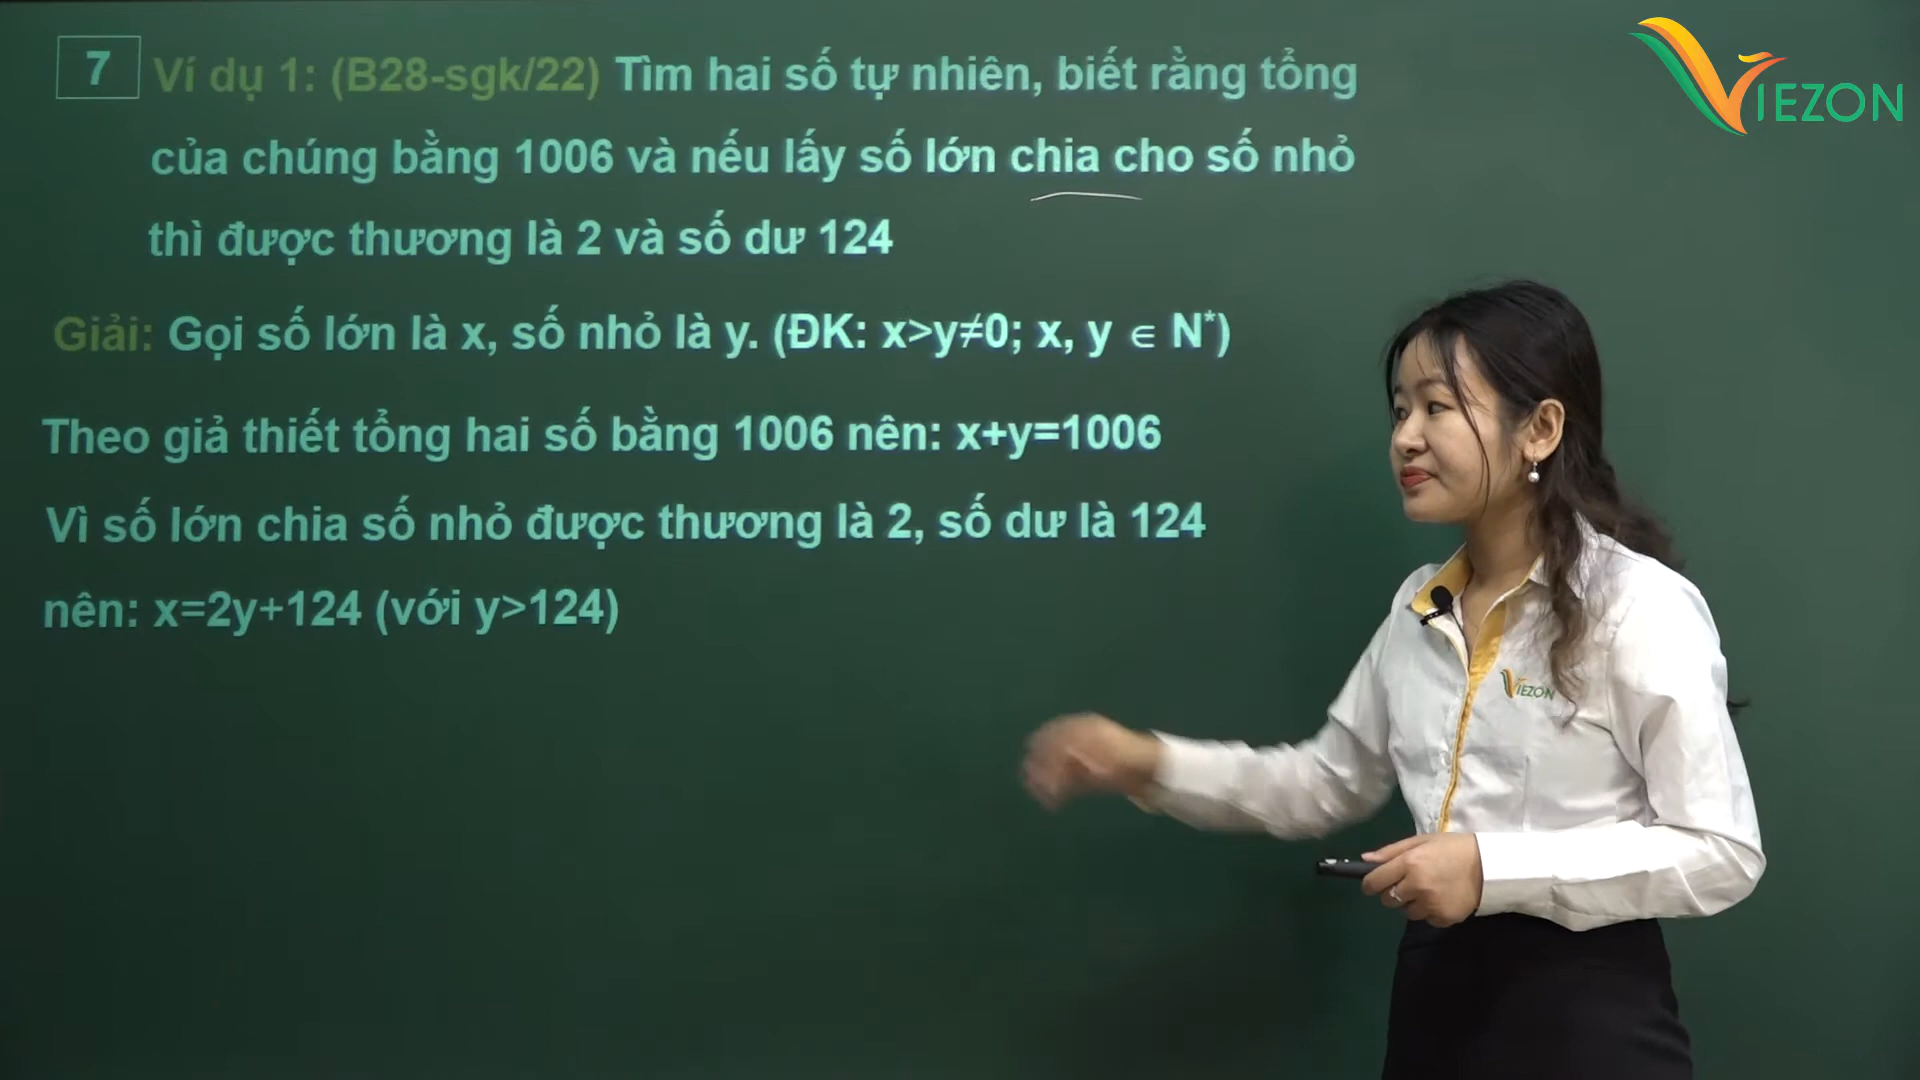 VIEZON
7 Ví dụ 1: (B28-sgk/22) Tìm hai số tự nhiên, biết rằng tổng
của chúng bằng 1006 và nếu lấy số lớn chia cho số nhỏ
thì được thương là 2 và số dư 124
Giải: Gọi số lớn là x, số nhỏ là y. (ĐK: x>y≠0; x, y ∈ N*)
Theo giả thiết tổng hai số bằng 1006 nên: x+y=1006
Vì số lớn chia số nhỏ được thương là 2, số dư là 124
nên: x=2y+124 (với y>124)
VIEZON